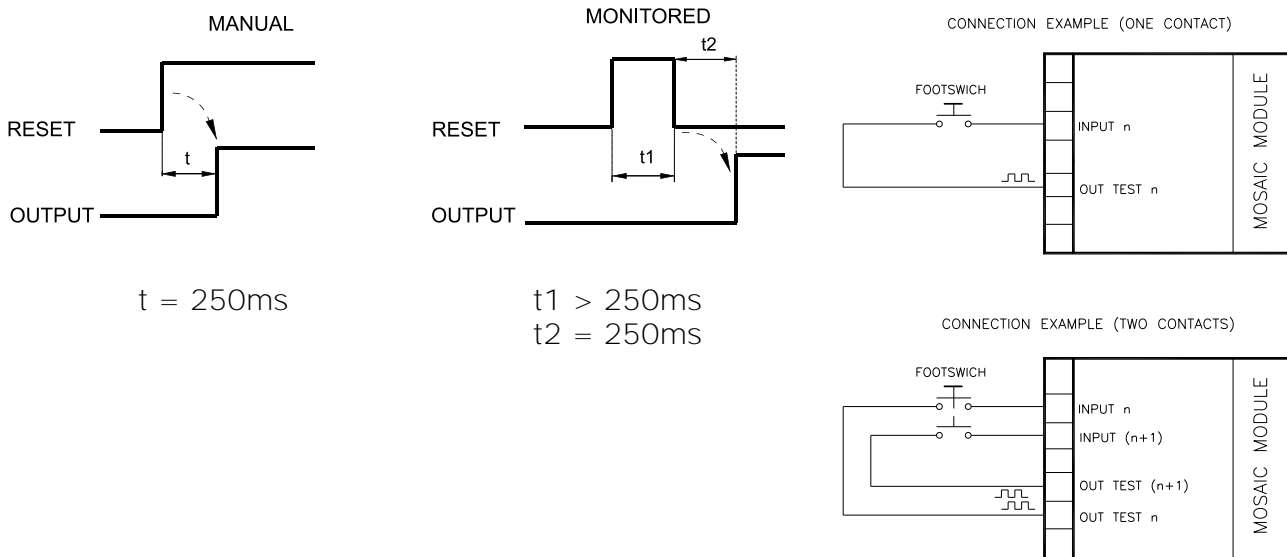 MANUAL
RESET
t
OUTPUT
t = 250ms
MONITORED
t2
RESET
t1
OUTPUT
t1 > 250ms
t2 = 250ms
CONNECTION EXAMPLE (ONE CONTACT)
FOOTSWICH
INPUT n
OUT TEST n
MOSAIC MODULE
CONNECTION EXAMPLE (TWO CONTACTS)
FOOTSWICH
INPUT n
INPUT (n+1)
OUT TEST (n+1)
OUT TEST n
MOSAIC MODULE